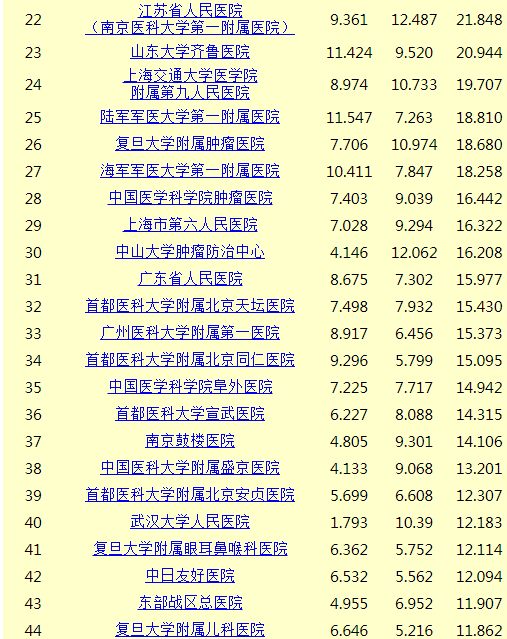 22 江苏省人民医院 9.361 12.487 21.848
（南京医科大学第一附属医院）
23 山东大学齐鲁医院 11.424 9.520 20.944
上海交通大学医学院
24 8.974 10.733 19.707
附属第九人民医院
25 陆军军医大学第一附属医院 11.547 7.263 18.810
26 复旦大学附属肿瘤医院 7.706 10.974 18.680
27 海军军医大学第一附属医院 10.411 7.847 18.258
28 中国医学科学院肿瘤医院 7.403 9.039 16.442
29 上海市第六人民医院 7.028 9.294 16.322
30 中山大学肿瘤防治中心 4.146 12.062 16.208
31 广东省人民医院 8.675 7.302 15.977
32 首都医科大学附属北京天坛医院 7.498 7.932 15.430
33 广州医科大学附属第一医院 8.917 6.456 15.373
34 首都医科大学附属北京同仁医院 9.296 5.799 15.095
35 中国医学科学院阜外医院 7.225 7.717 14.942
36 首都医科大学宣武医院 6.227 8.088 14.315
37 南京鼓楼医院 4.805 9.301 14.106
38 中国医科大学附属盛京医院 4.133 9.068 13.201
39 首都医科大学附属北京安贞医院 5.699 6.608 12.307
40 武汉大学人民医院 1.793 10.39 12.183
41 复旦大学附属眼耳鼻喉科医院 6.362 5.752 12.114
42 中日友好医院 6.532 5.562 12.094
43 东部战区总医院 4.955 6.952 11.907
44 复旦大学附属儿科医院 6.646 5.216 11.862